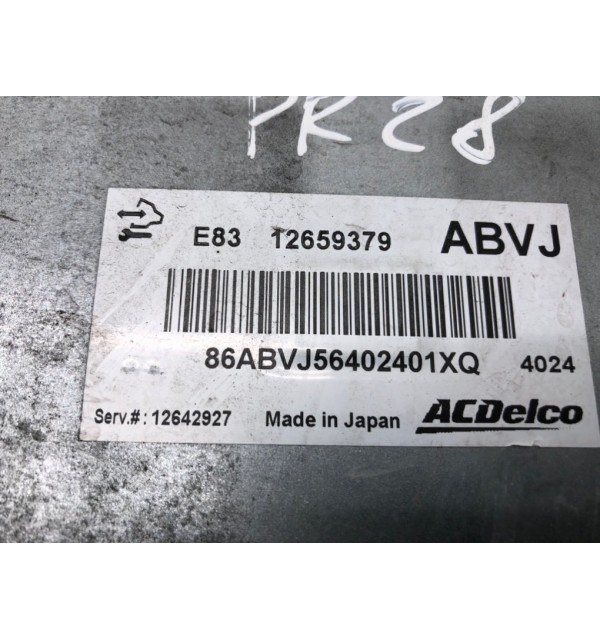 PR28
E83 12659379 ABVJ
86ABVJ56402401XQ 4024
Serv.#: 12642927 Made in Japan ACDelco